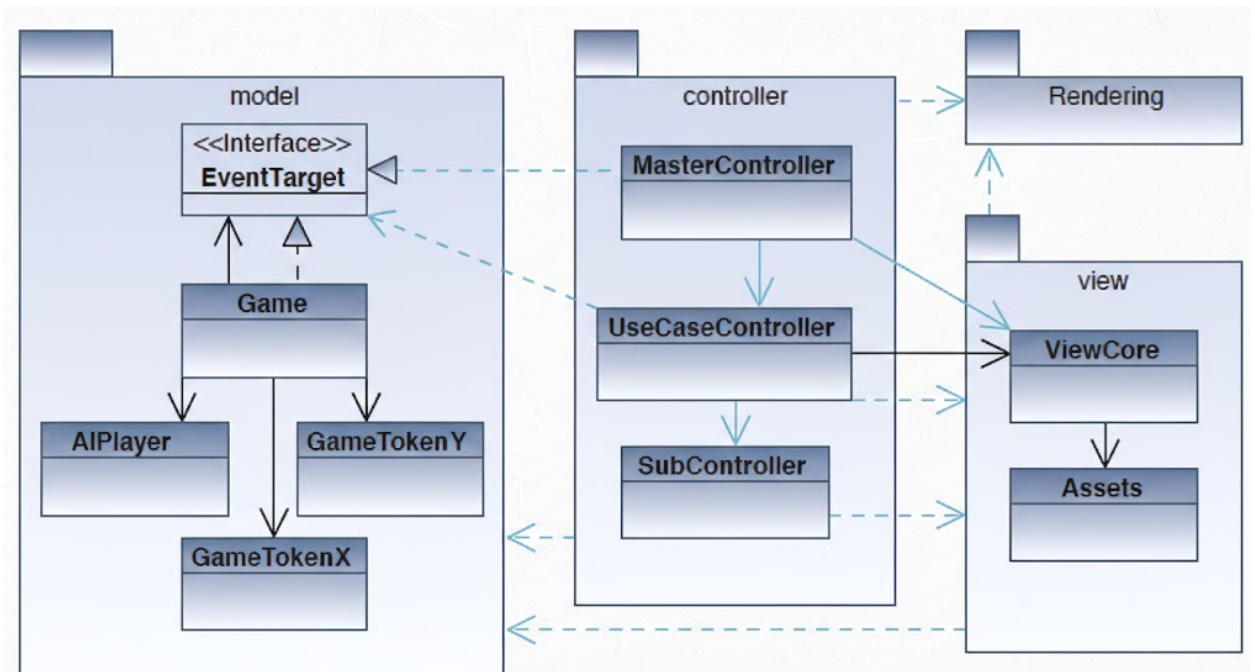 model
<<Interface>>
EventTarget
Game
AIPlayer
GameTokenY
GameTokenX
controller
MasterController
UseCaseController
SubController
Rendering
view
ViewCore
Assets